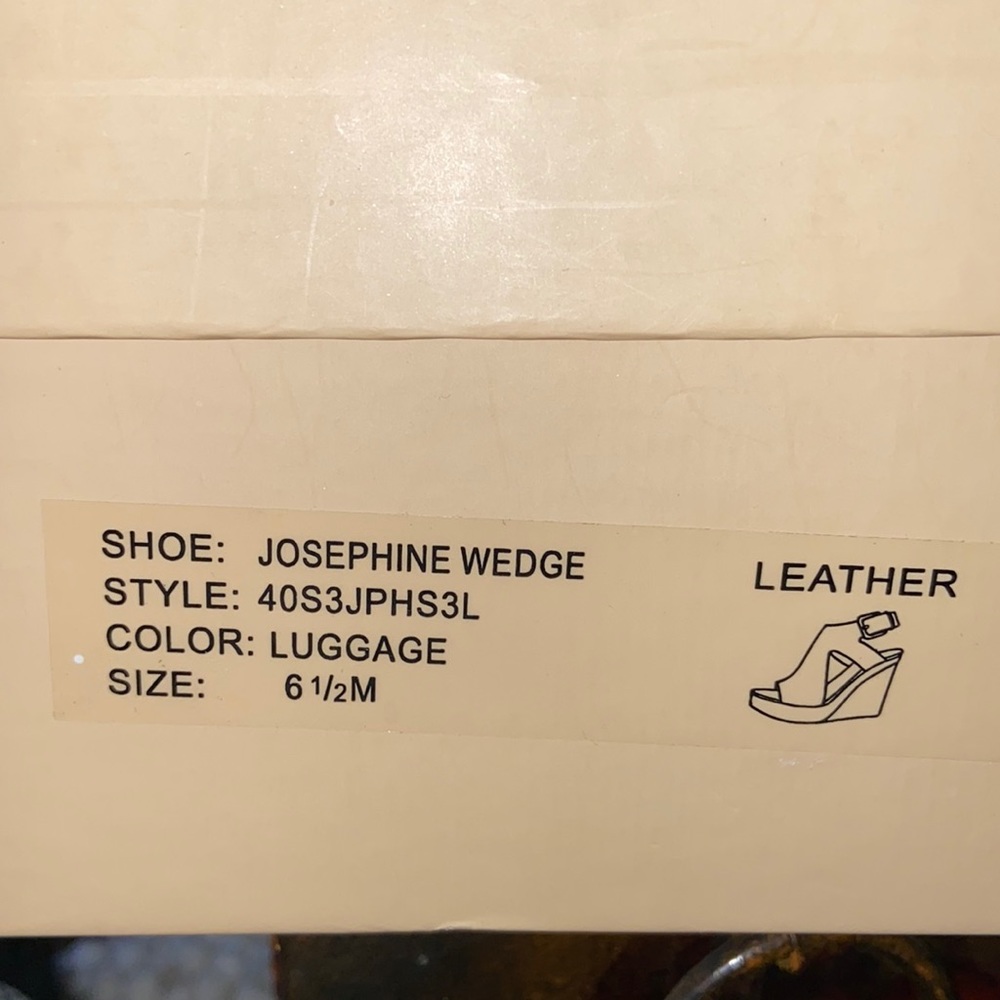 SHOE: JOSEPHINE WEDGE
STYLE: 40S3JPHS3L
COLOR: LUGGAGE
SIZE: 6 1/2M
LEATHER